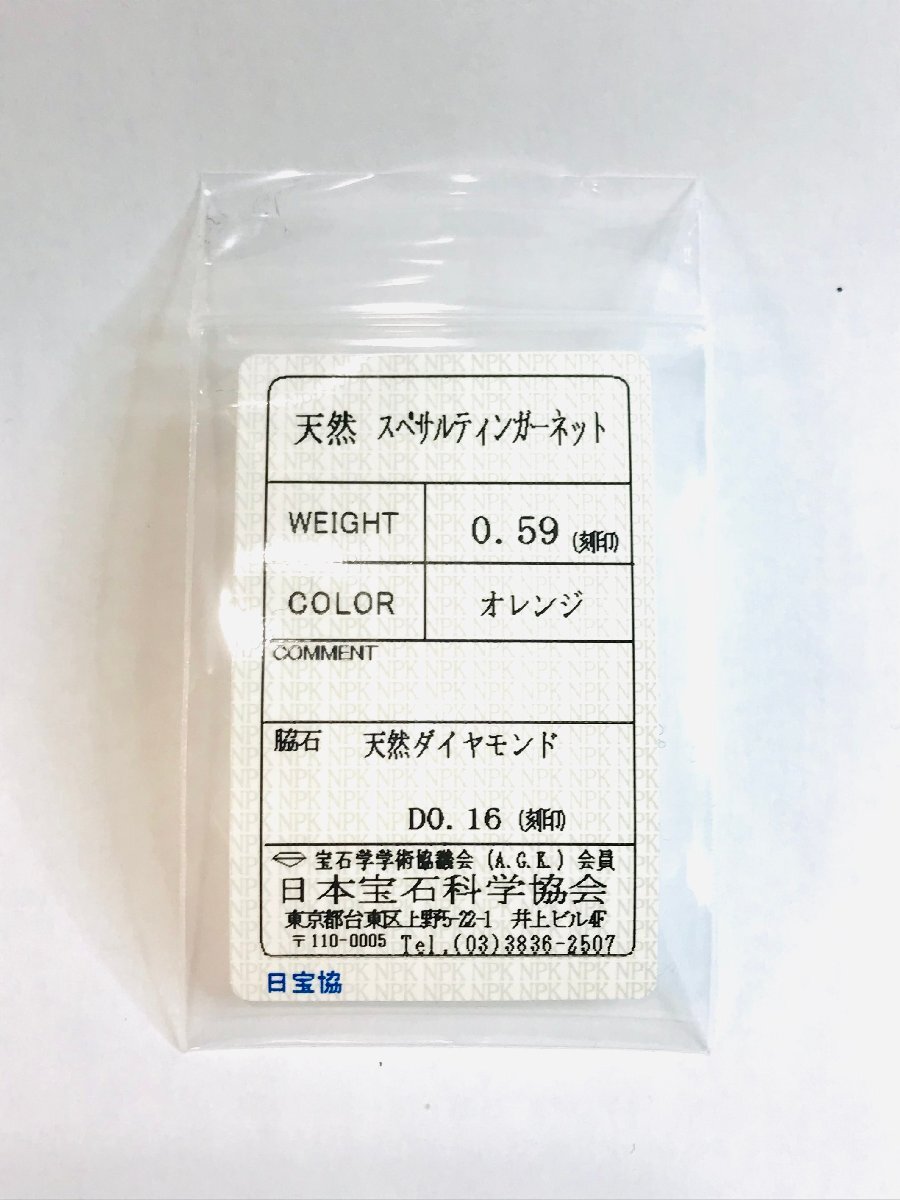 天然 スペサルティンガーネット
WEIGHT 0.59 (刻印)
COLOR オレンジ
COMMENT
脇石 天然ダイヤモンド
D0.16 (刻印)
宝石学学術協議会 (A.G.K.) 会員
日本宝石科学協会
東京都台東区上野5-22-1 井上ビル4F
〒110-0005 Tel.(03)3836-2507
日宝協